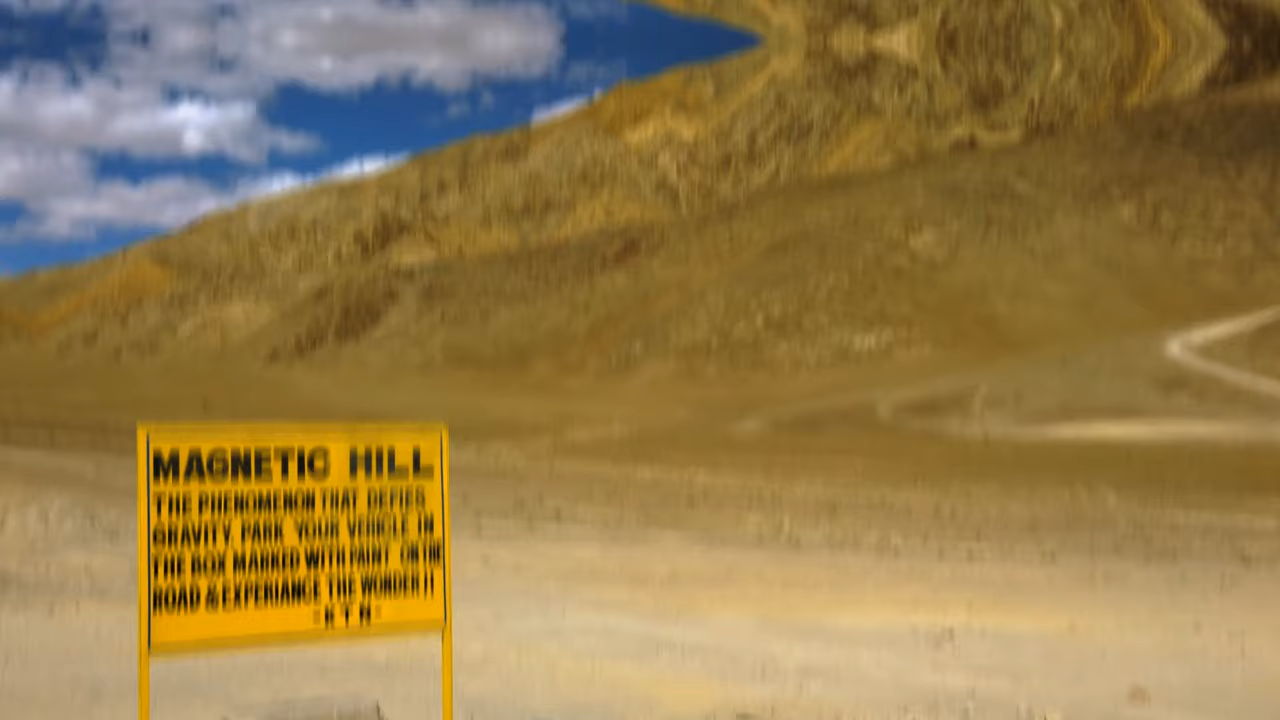 MAGNETIC HILL
THE PHENOMENON THAT DEFIES
GRAVITY. PARK YOUR VEHICLE IN
THE BOX MARKED WITH PAINT ON THE
ROAD & EXPERIANCE THE WONDER